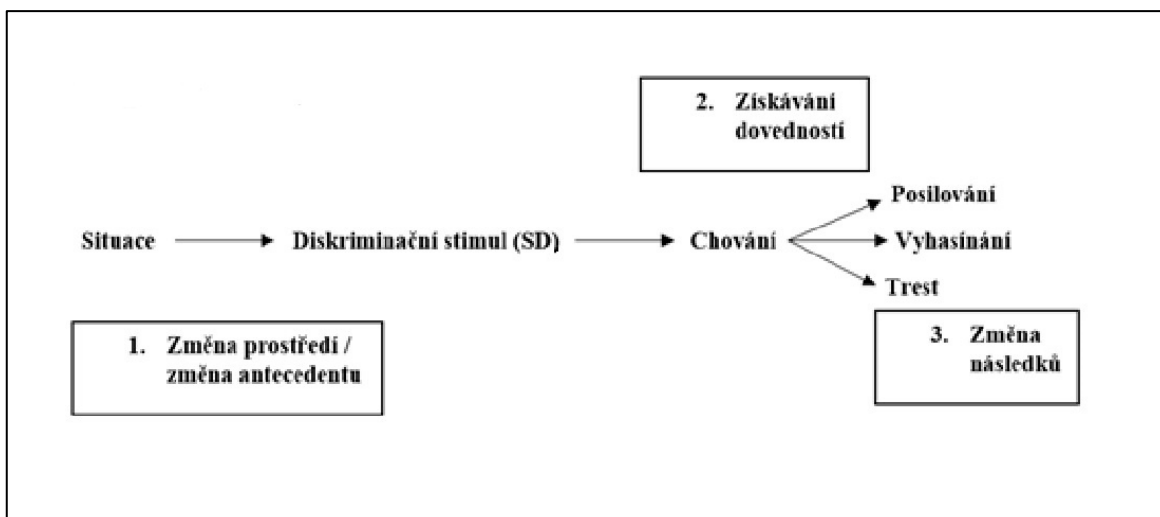 2. Získávání
dovedností
Posilování
Situace Diskriminační stimul (SD) Chování Vyhasínání
Trest
1. Změna prostředí /
změna antecedentu
3. Změna
následků